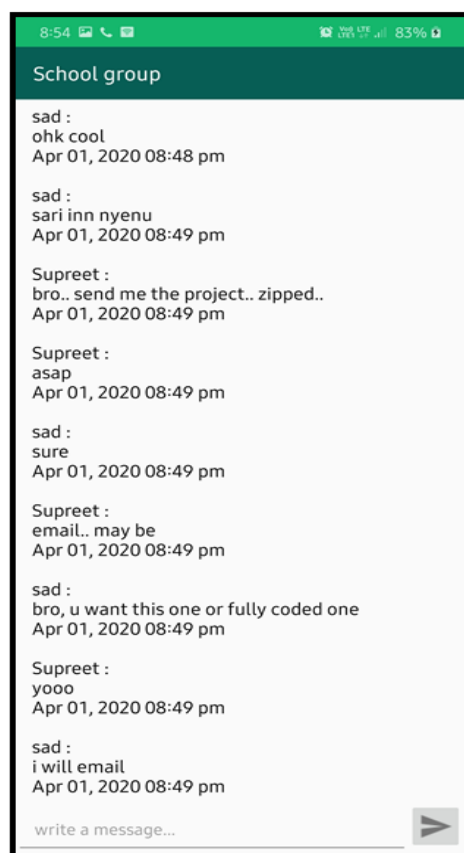 8:54 83%
School group
sad :
ohk cool
Apr 01, 2020 08:48 pm
sad :
sari inn nyenu
Apr 01, 2020 08:49 pm
Supreet :
bro.. send me the project.. zipped..
Apr 01, 2020 08:49 pm
Supreet :
asap
Apr 01, 2020 08:49 pm
sad :
sure
Apr 01, 2020 08:49 pm
Supreet :
email.. may be
Apr 01, 2020 08:49 pm
sad :
bro, u want this one or fully coded one
Apr 01, 2020 08:49 pm
Supreet :
yooo
Apr 01, 2020 08:49 pm
sad :
i will email
Apr 01, 2020 08:49 pm
write a message...